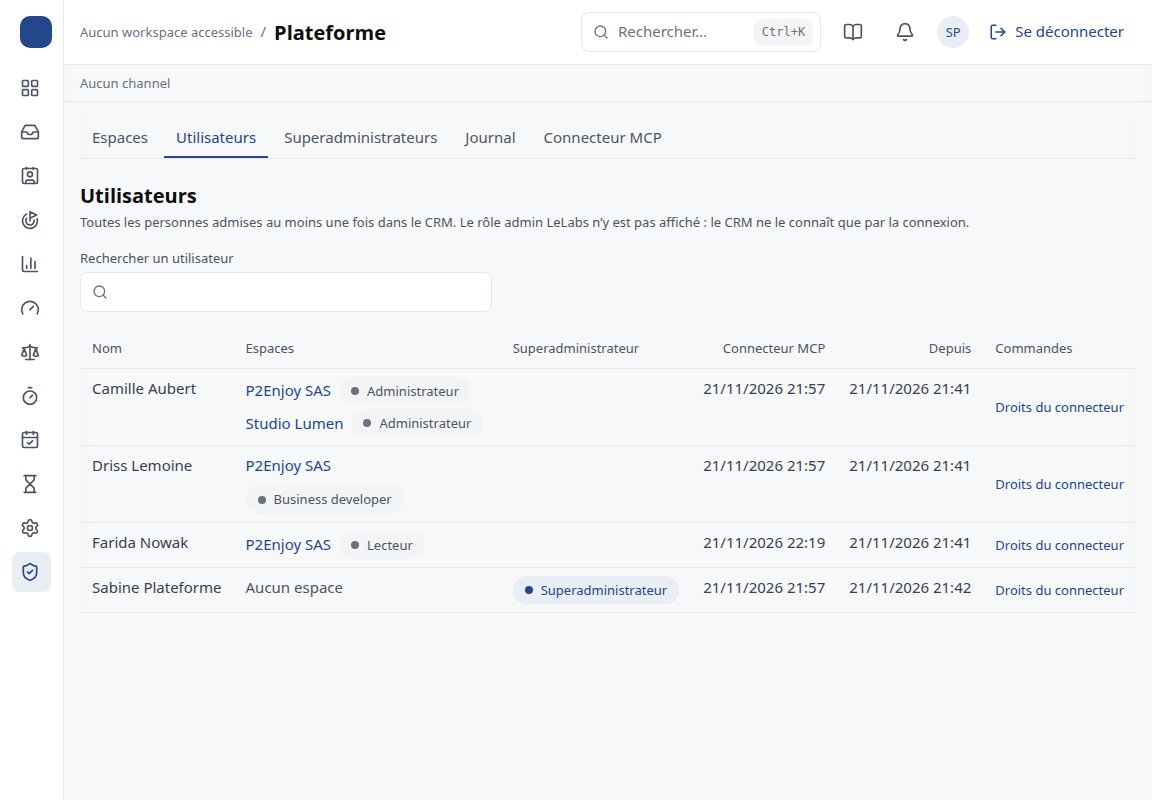 Aucun workspace accessible / Plateforme
Rechercher... Ctrl+K
SP
Se déconnecter
Aucun channel
Espaces Utilisateurs Superadministrateurs Journal Connecteur MCP
Utilisateurs
Toutes les personnes admises au moins une fois dans le CRM. Le rôle admin LeLabs n’y est pas affiché : le CRM ne le connaît que par la connexion.
Rechercher un utilisateur
Nom Espaces Superadministrateur Connecteur MCP Depuis Commandes
Camille Aubert P2Enjoy SAS Administrateur 21/11/2026 21:57 21/11/2026 21:41 Droits du connecteur
Studio Lumen Administrateur
Driss Lemoine P2Enjoy SAS 21/11/2026 21:57 21/11/2026 21:41 Droits du connecteur
Business developer
Farida Nowak P2Enjoy SAS Lecteur 21/11/2026 22:19 21/11/2026 21:41 Droits du connecteur
Sabine Plateforme Aucun espace Superadministrateur 21/11/2026 21:57 21/11/2026 21:42 Droits du connecteur